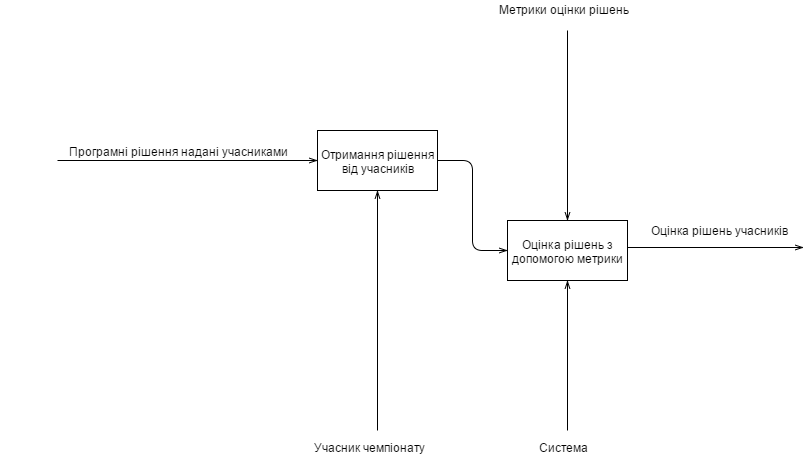 Метрики оцінки рішень
Програмні рішення надані учасниками
Отримання рішення
від учасників
Оцінка рішень з
допомогою метрики
Оцінка рішень учасників
Учасник чемпіонату
Система